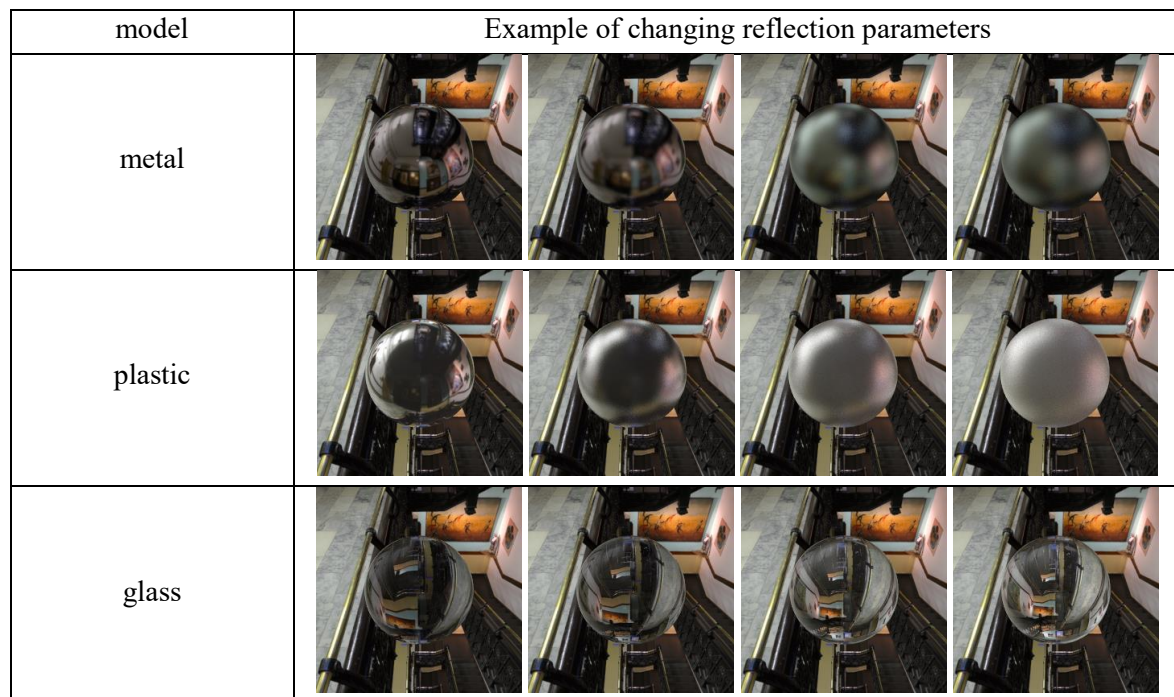 model
Example of changing reflection parameters
metal
plastic
glass